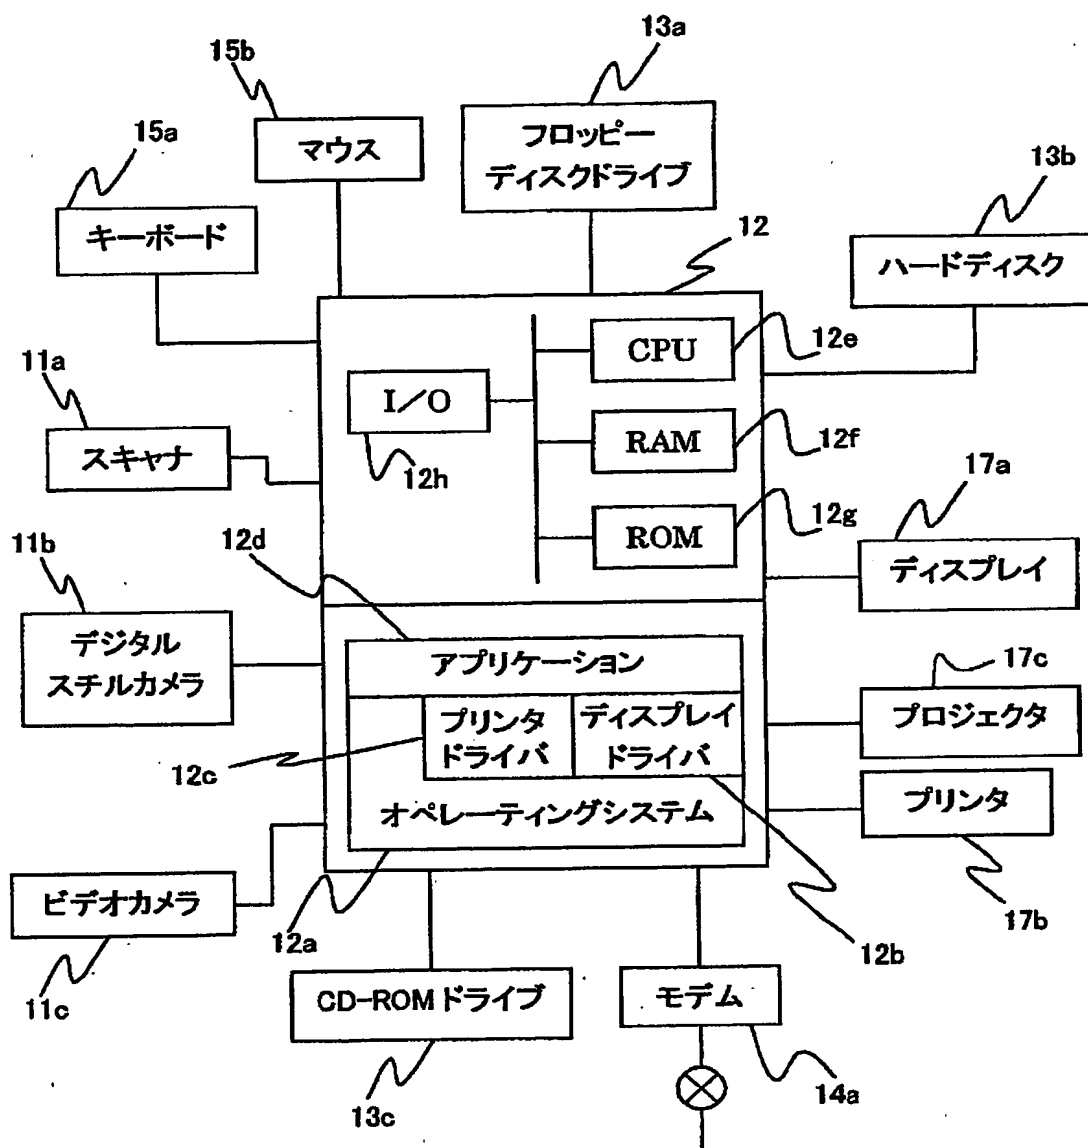 13a
15b
フロッピー
ディスクドライブ
マウス
15a
13b
キーボード
12
ハードディスク
CPU
12e
11a
I／O
RAM
12f
スキャナ
12h
17a
ROM
12g
11b
12d
ディスプレイ
デジタル
スチルカメラ
アプリケーション
17c
プリンタ
ドライバ
ディスプレイ
ドライバ
プロジェクタ
12c
オペレーティングシステム
プリンタ
ビデオカメラ
12a
12b
17b
11c
CD-ROMドライブ
モデム
13c
14a